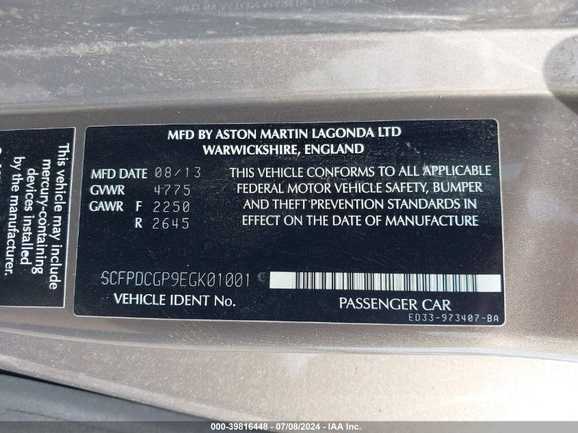 This vehicle may include
mercury-containing
devices installed
by the manufacturer.
MFD BY ASTON MARTIN LAGONDA LTD
WARWICKSHIRE, ENGLAND
MFD DATE 08/13
GVWR 4775
GAWR F 2250
R 2645
THIS VEHICLE CONFORMS TO ALL APPLICABLE
FEDERAL MOTOR VEHICLE SAFETY, BUMPER
AND THEFT PREVENTION STANDARDS IN
EFFECT ON THE DATE OF MANUFACTURE
SCFPDCGP9EGK01001
VEHICLE IDENT No.
PASSENGER CAR
ED33-973407-BA
000-39816448 - 07/08/2024 - IAA Inc.